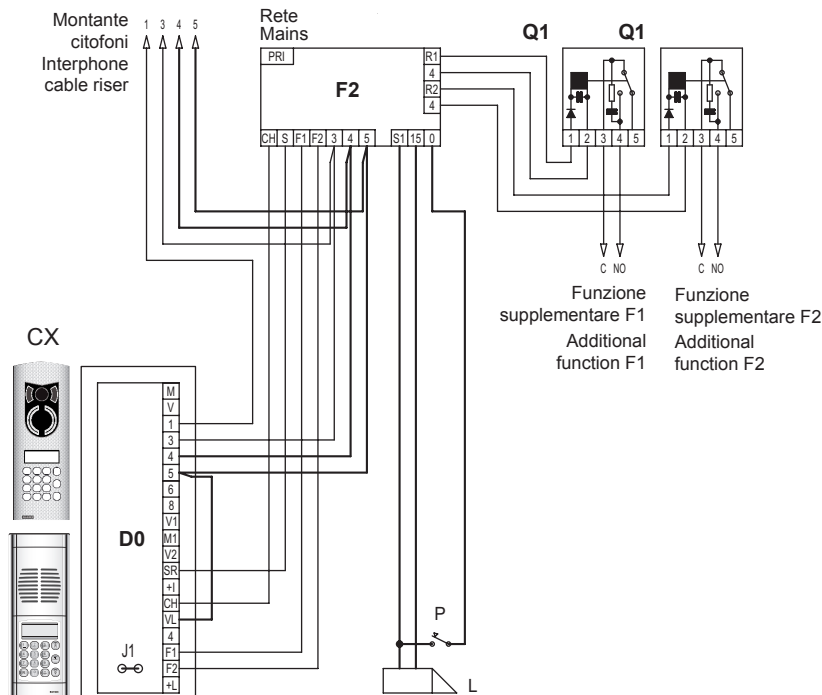 Montante
citofoni
Interphone
cable riser
1 3 4 5
Rete
Mains
PRI
F2
R1
4
R2
4
CH S F1 F2 3 4 5 S1 15 0
Q1 Q1
1 2 3 4 5
1 2 3 4 5
C NO
C NO
Funzione
supplementare F1
Additional
function F1
Funzione
supplementare F2
Additional
function F2
CX
D0
J1
M
V
1
3
4
5
6
8
V1
M1
V2
SR
+I
CH
VL
4
F1
F2
+L
P
L